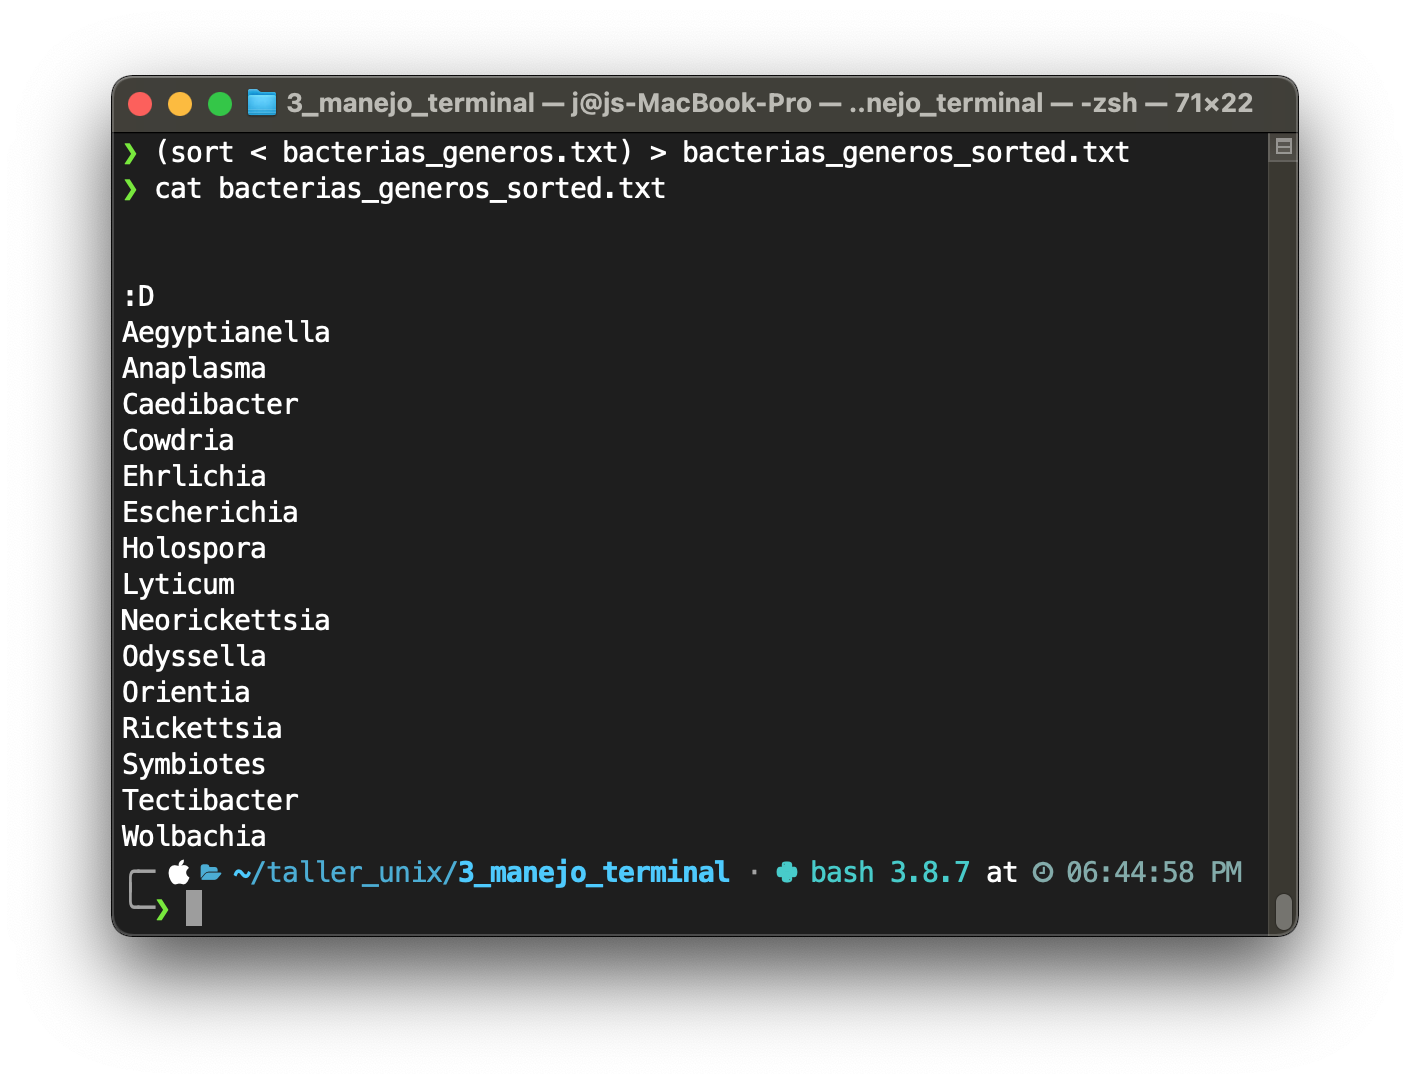 3_manejo_terminal — j@js-MacBook-Pro — ..nejo_terminal — -zsh — 71×22
❯ (sort < bacterias_generos.txt) > bacterias_generos_sorted.txt
❯ cat bacterias_generos_sorted.txt
:D
Aegyptianella
Anaplasma
Caedibacter
Cowdria
Ehrlichia
Escherichia
Holospora
Lyticum
Neorickettsia
Odyssella
Orientia
Rickettsia
Symbiotes
Tectibacter
Wolbachia
~/taller_unix/3_manejo_terminal · bash 3.8.7 at 06:44:58 PM
❯